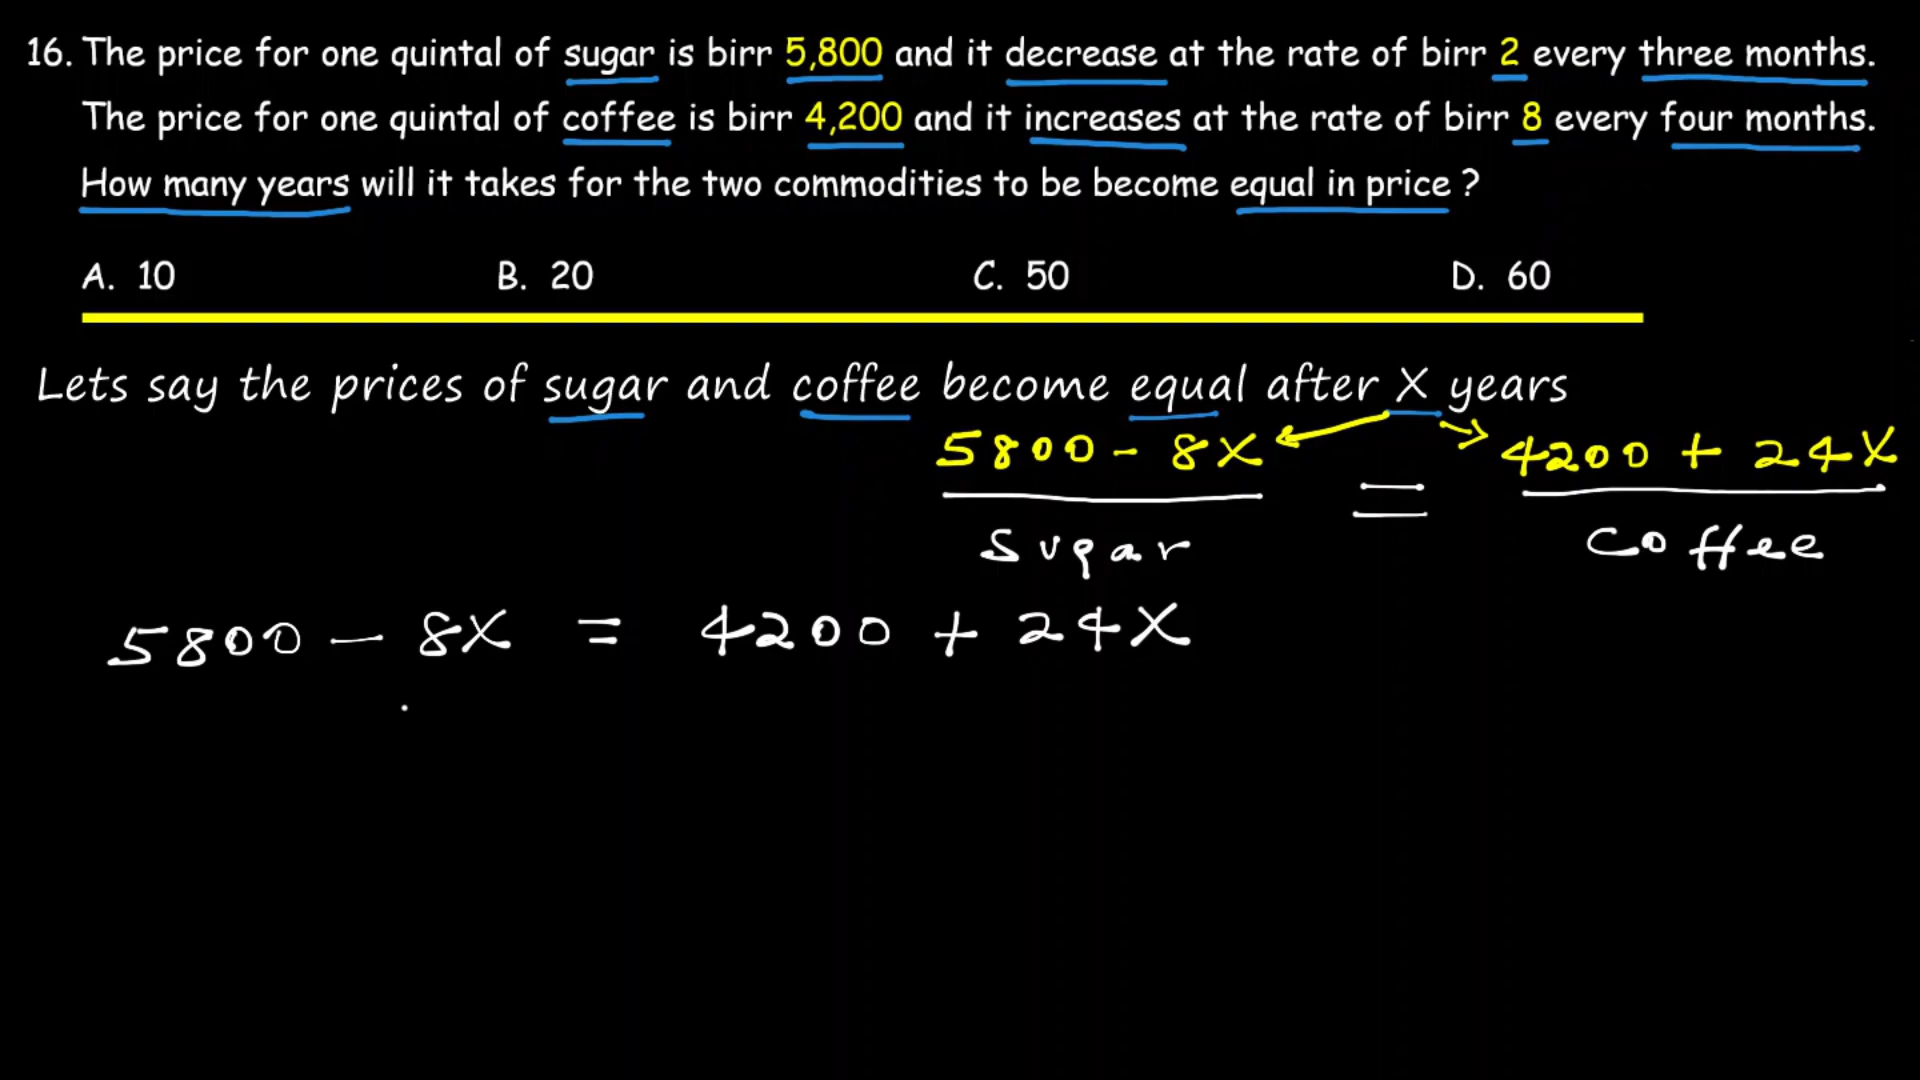 16. The price for one quintal of sugar is birr 5,800 and it decrease at the rate of birr 2 every three months.
The price for one quintal of coffee is birr 4,200 and it increases at the rate of birr 8 every four months.
How many years will it takes for the two commodities to be become equal in price ?
A. 10 B. 20 C. 50 D. 60
Lets say the prices of sugar and coffee become equal after X years
5800 - 8X = 4200 + 24X
Sugar Coffee
5800 - 8X = 4200 + 24X